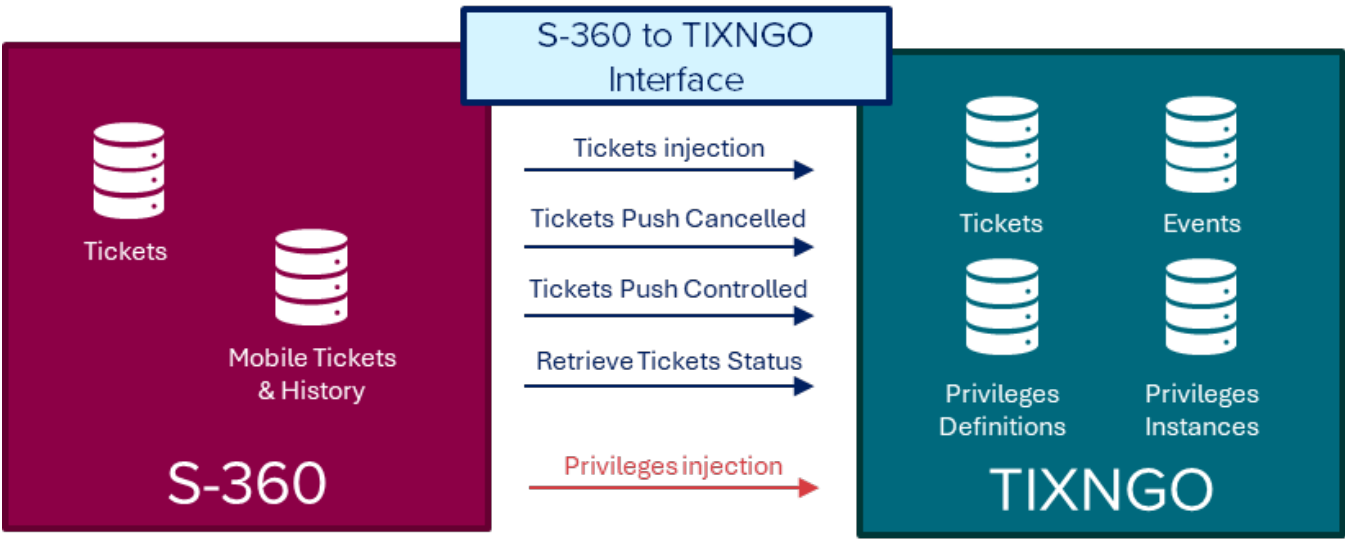 S-360 to TIXNGO
Interface
Tickets
Mobile Tickets
& History
S-360
Tickets injection
Tickets Push Cancelled
Tickets Push Controlled
Retrieve Tickets Status
Privileges injection
Tickets
Events
Privileges
Definitions
Privileges
Instances
TIXNGO